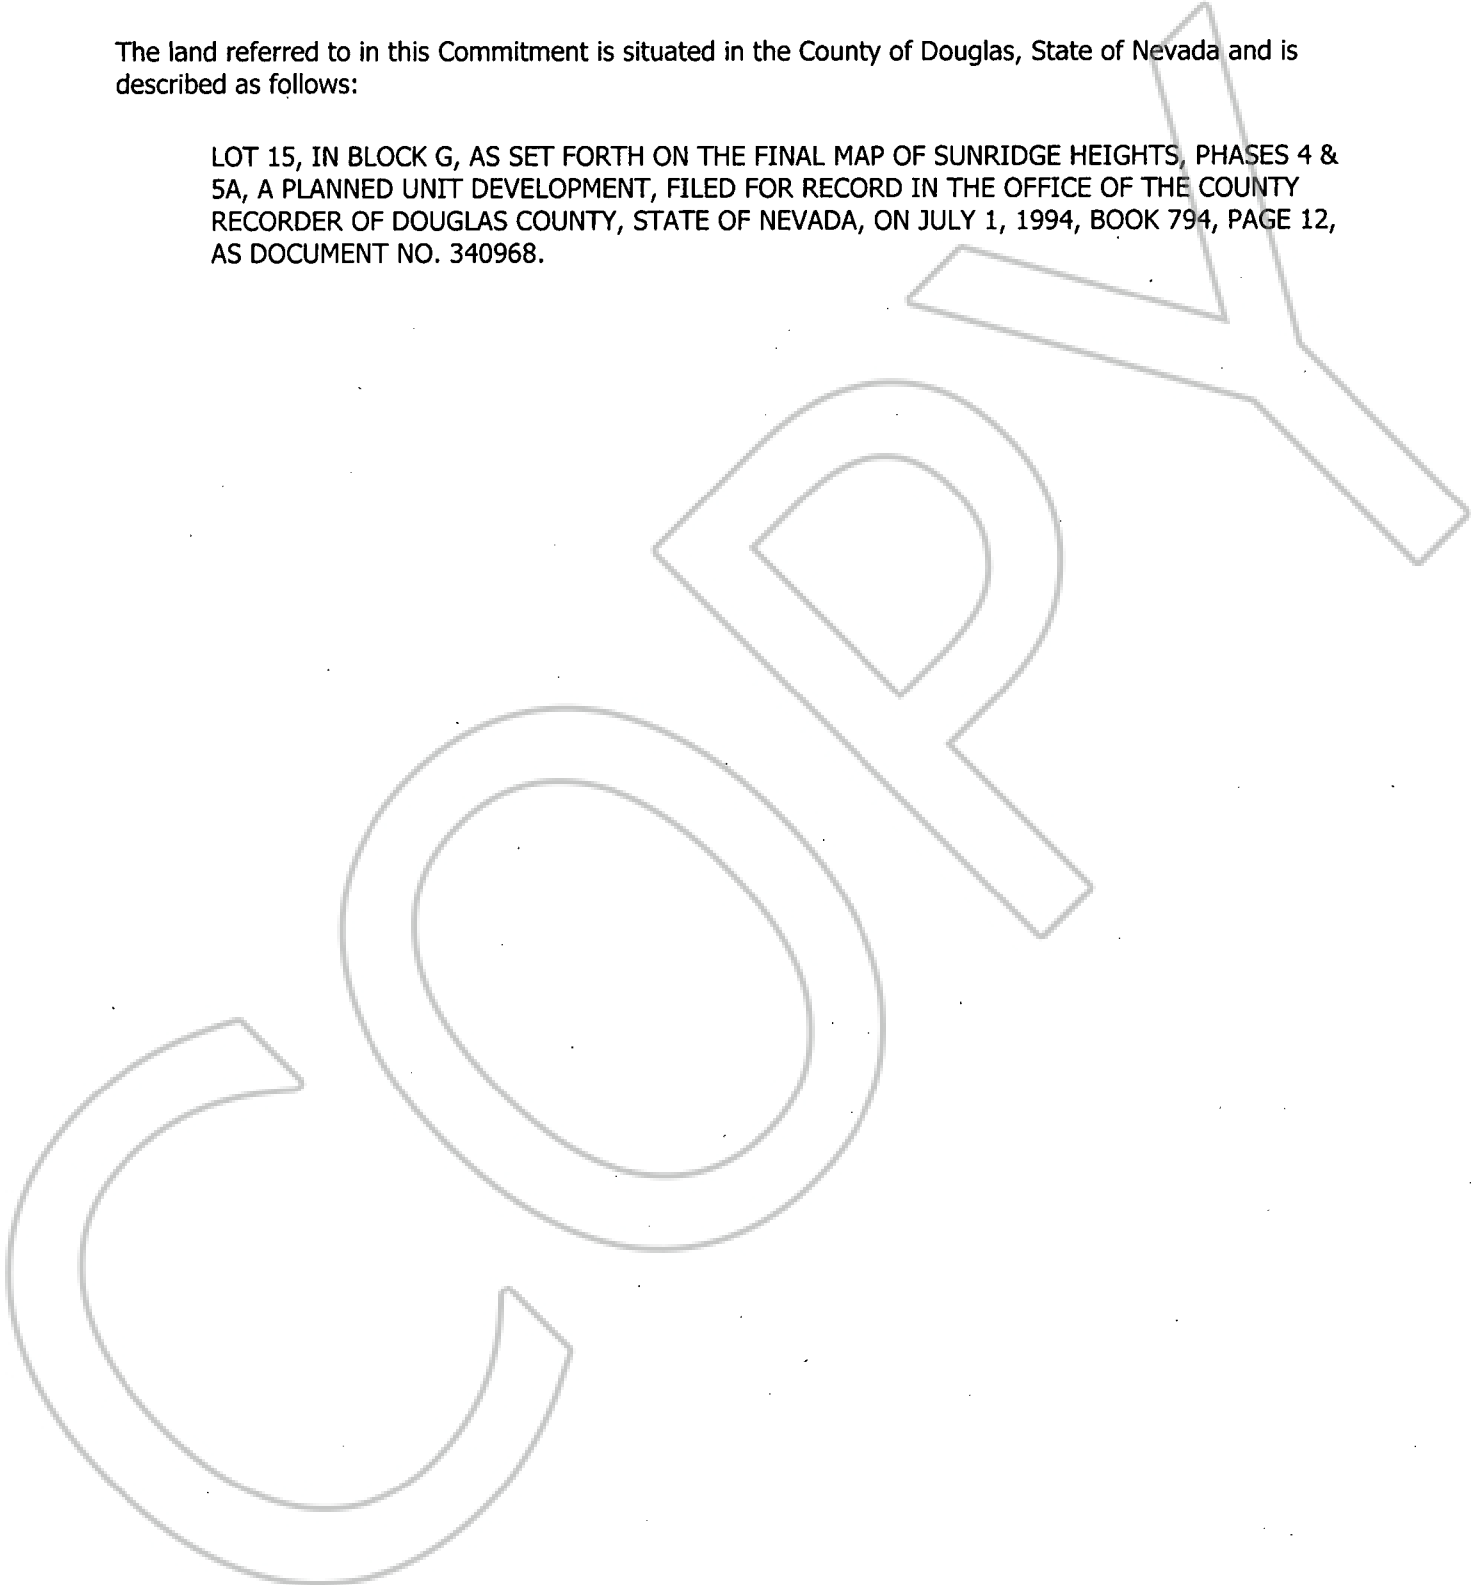 The land referred to in this Commitment is situated in the County of Douglas, State of Nevada and is
described as follows:
LOT 15, IN BLOCK G, AS SET FORTH ON THE FINAL MAP OF SUNRIDGE HEIGHTS, PHASES 4 &
5A, A PLANNED UNIT DEVELOPMENT, FILED FOR RECORD IN THE OFFICE OF THE COUNTY
RECORDER OF DOUGLAS COUNTY, STATE OF NEVADA, ON JULY 1, 1994, BOOK 794, PAGE 12,
AS DOCUMENT NO. 340968.
COPY